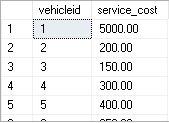 vehicleid service_cost
1 1 5000.00
2 2 200.00
3 3 150.00
4 4 300.00
5 5 400.00